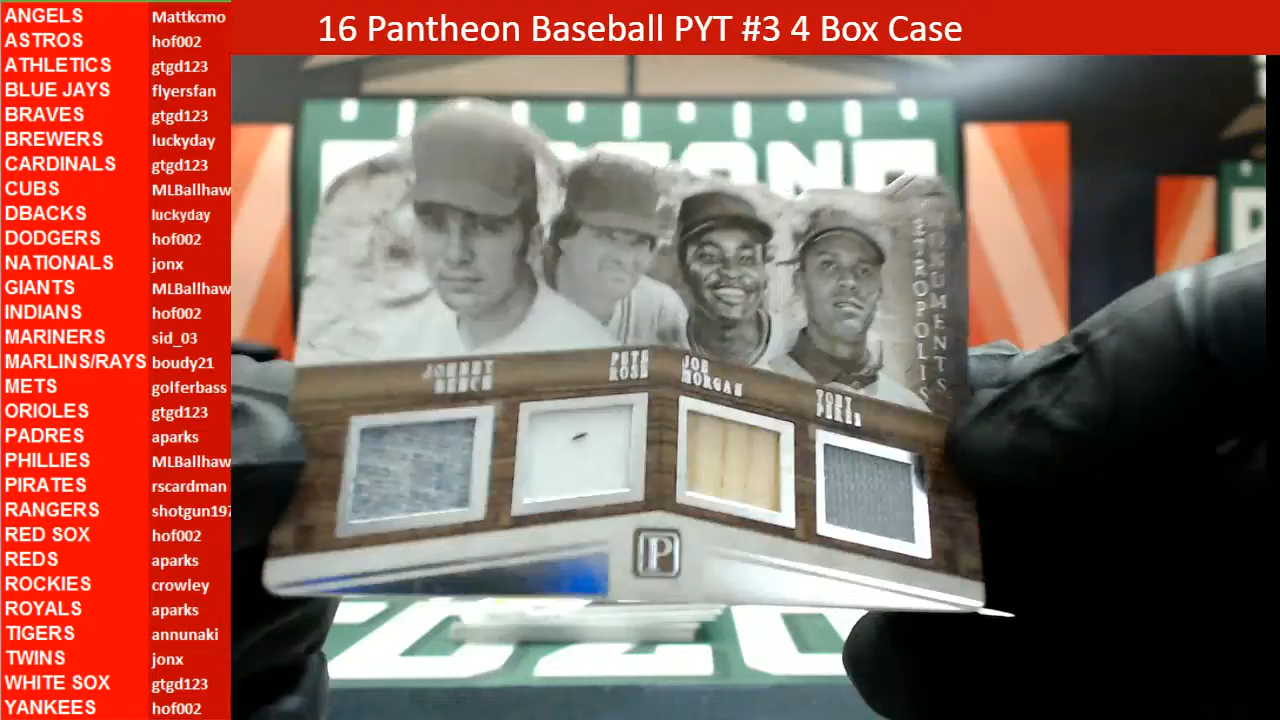 16 Pantheon Baseball PYT #3 4 Box Case
ANGELS Mattkcmo
ASTROS hof002
ATHLETICS gtgd123
BLUE JAYS flyersfan
BRAVES gtgd123
BREWERS luckyday
CARDINALS gtgd123
CUBS MLBallhaw
DBACKS luckyday
DODGERS hof002
NATIONALS jonx
GIANTS MLBallhaw
INDIANS hof002
MARINERS sid_03
MARLINS/RAYS boudy21
METS golferbass
ORIOLES gtgd123
PADRES aparks
PHILLIES MLBallhaw
PIRATES rscardman
RANGERS shotgun197
RED SOX hof002
REDS aparks
ROCKIES crowley
ROYALS aparks
TIGERS annunaki
TWINS jonx
WHITE SOX gtgd123
YANKEES hof002
METROPOLIS
MONUMENTS
JOHNNY
BENCH
PETE
ROSE
JOE
MORGAN
TONY
PEREZ
P